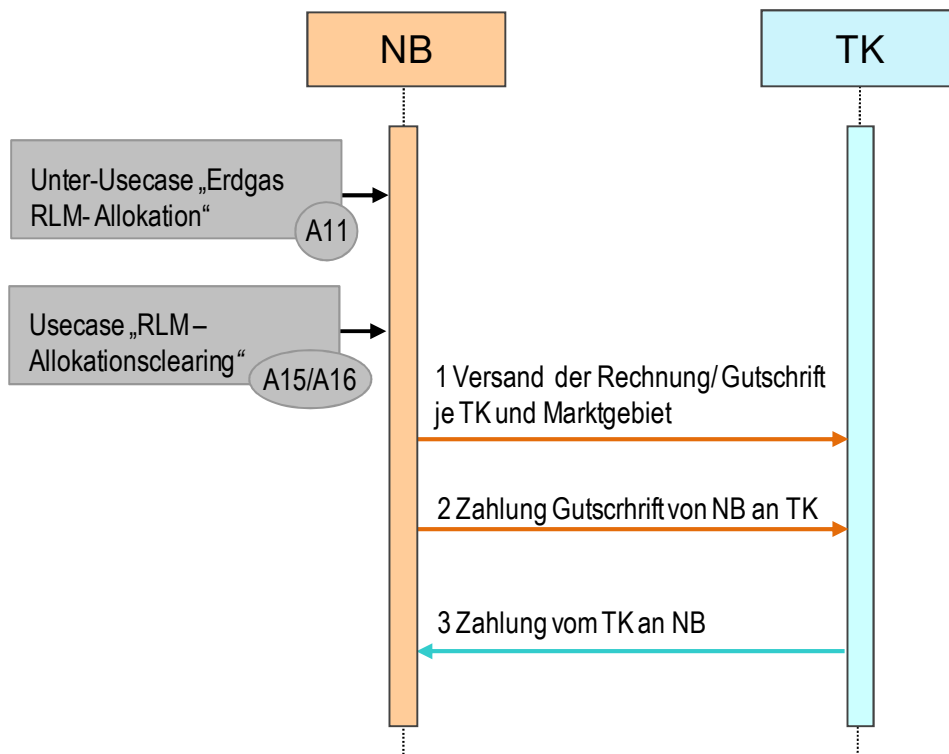 NB
TK
Unter-Usecase „Erdgas
RLM- Allokation“
A11
Usecase „RLM –
Allokationsclearing“
A15/A16
1 Versand der Rechnung/ Gutschrift
je TK und Marktgebiet
2 Zahlung Gutscrhrift von NB an TK
3 Zahlung vom TK an NB